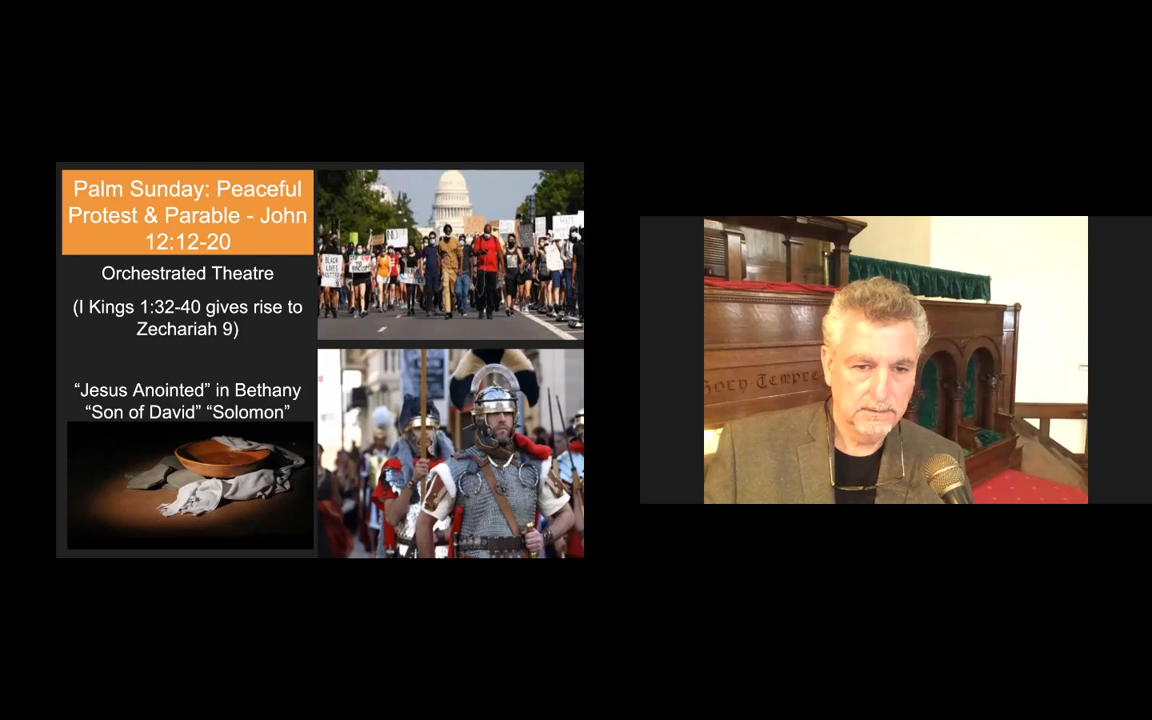 Palm Sunday: Peaceful
Protest & Parable - John
12:12-20
Orchestrated Theatre
(I Kings 1:32-40 gives rise to
Zechariah 9)
“Jesus Anointed” in Bethany
“Son of David” “Solomon”
BLACK
LIVES
HOLY·TEMPLE